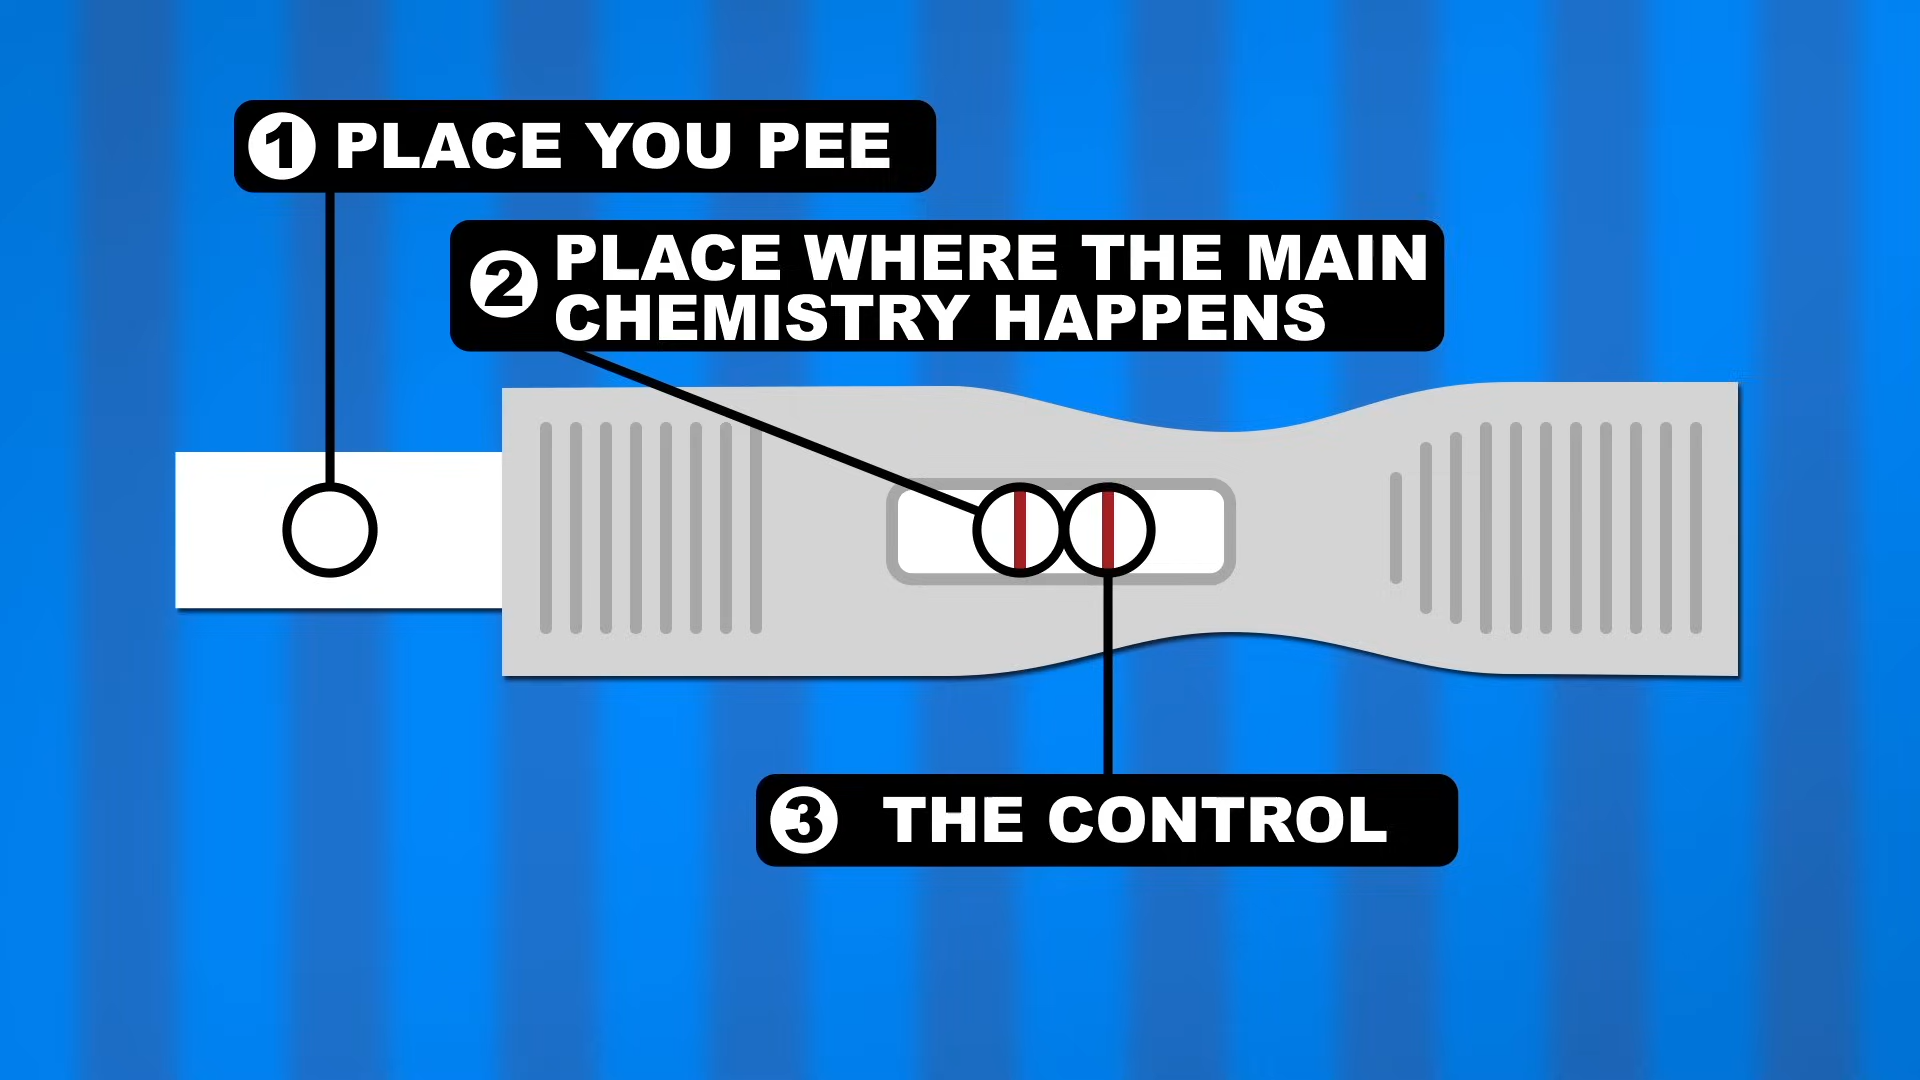 1 PLACE YOU PEE
2 PLACE WHERE THE MAIN
CHEMISTRY HAPPENS
3 THE CONTROL